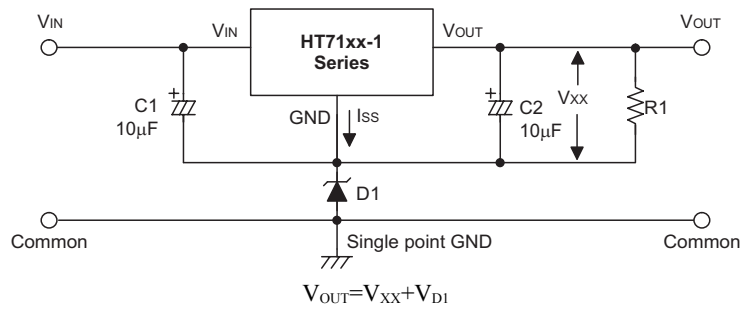 VIN
VIN
HT71xx-1
Series
VOUT
VOUT
C1
10μF
GND
ISS
C2
10μF
VXX
R1
D1
Common
Single point GND
Common
VOUT=VXX+VD1